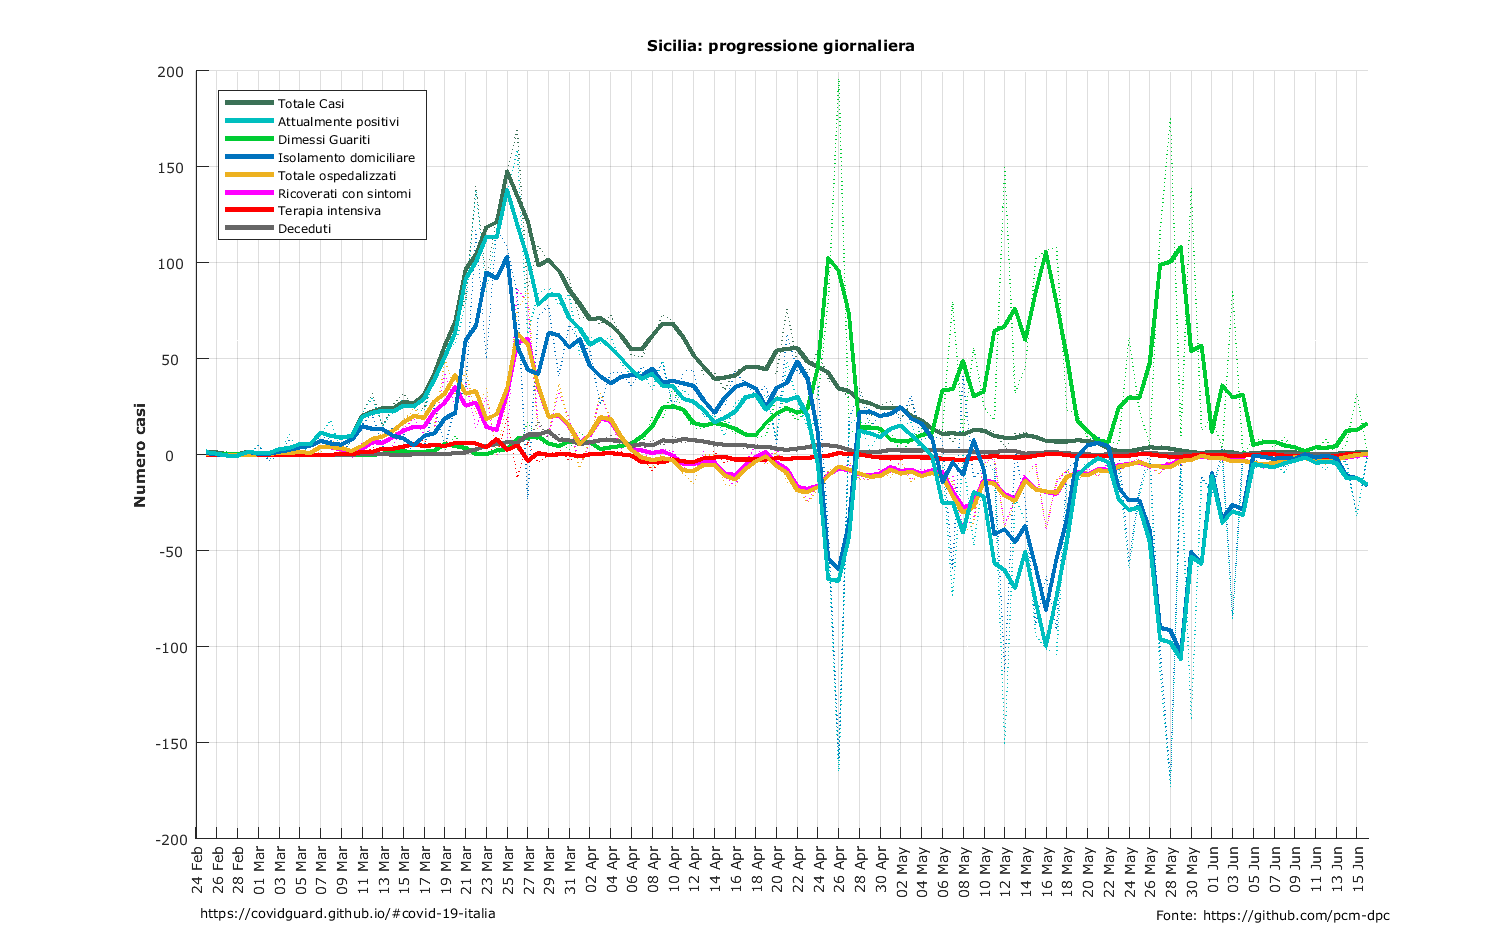 Sicilia: progressione giornaliera
Numero casi
200
150
100
50
0
-50
-100
-150
-200
Totale Casi
Attualmente positivi
Dimessi Guariti
Isolamento domiciliare
Totale ospedalizzati
Ricoverati con sintomi
Terapia intensiva
Deceduti
24 Feb
26 Feb
28 Feb
01 Mar
03 Mar
05 Mar
07 Mar
09 Mar
11 Mar
13 Mar
15 Mar
17 Mar
19 Mar
21 Mar
23 Mar
25 Mar
27 Mar
29 Mar
31 Mar
02 Apr
04 Apr
06 Apr
08 Apr
10 Apr
12 Apr
14 Apr
16 Apr
18 Apr
20 Apr
22 Apr
24 Apr
26 Apr
28 Apr
30 Apr
02 May
04 May
06 May
08 May
10 May
12 May
14 May
16 May
18 May
20 May
22 May
24 May
26 May
28 May
30 May
01 Jun
03 Jun
05 Jun
07 Jun
09 Jun
11 Jun
13 Jun
15 Jun
https://covidguard.github.io/#covid-19-italia
Fonte: https://github.com/pcm-dpc